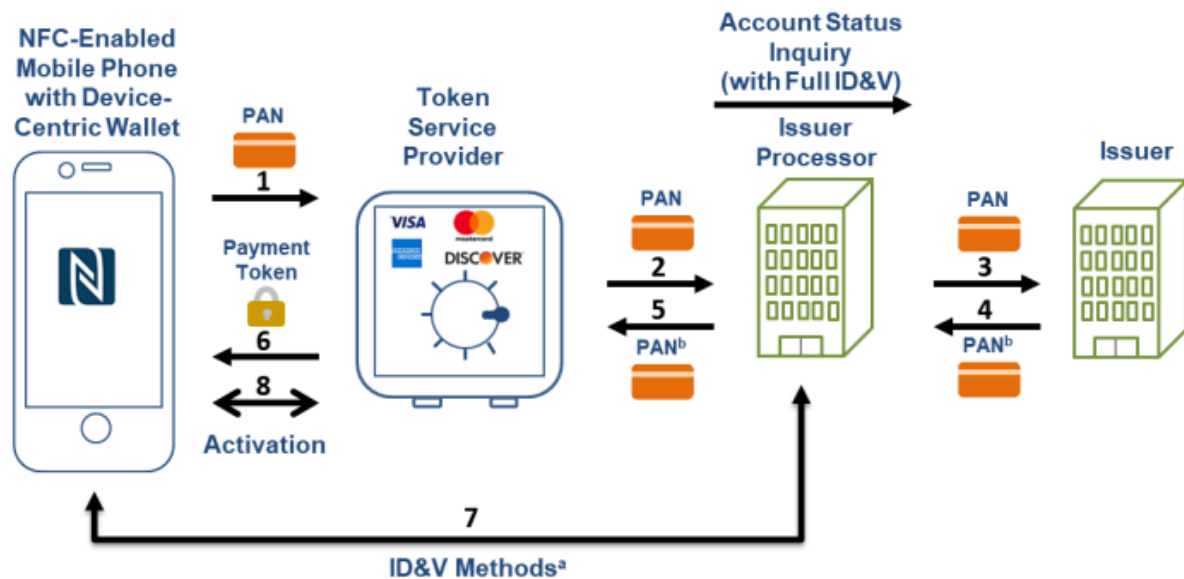 NFC-Enabled
Mobile Phone
with Device-
Centric Wallet
PAN
1
Payment
Token
6
8
Activation
Token
Service
Provider
VISA
mastercard
AMERICAN
EXPRESS
DISCOVER
Account Status
Inquiry
(with Full ID&V)
Issuer
Processor
Issuer
PAN
2
5
PANᵇ
PAN
3
4
PANᵇ
7
ID&V Methodsᵃ